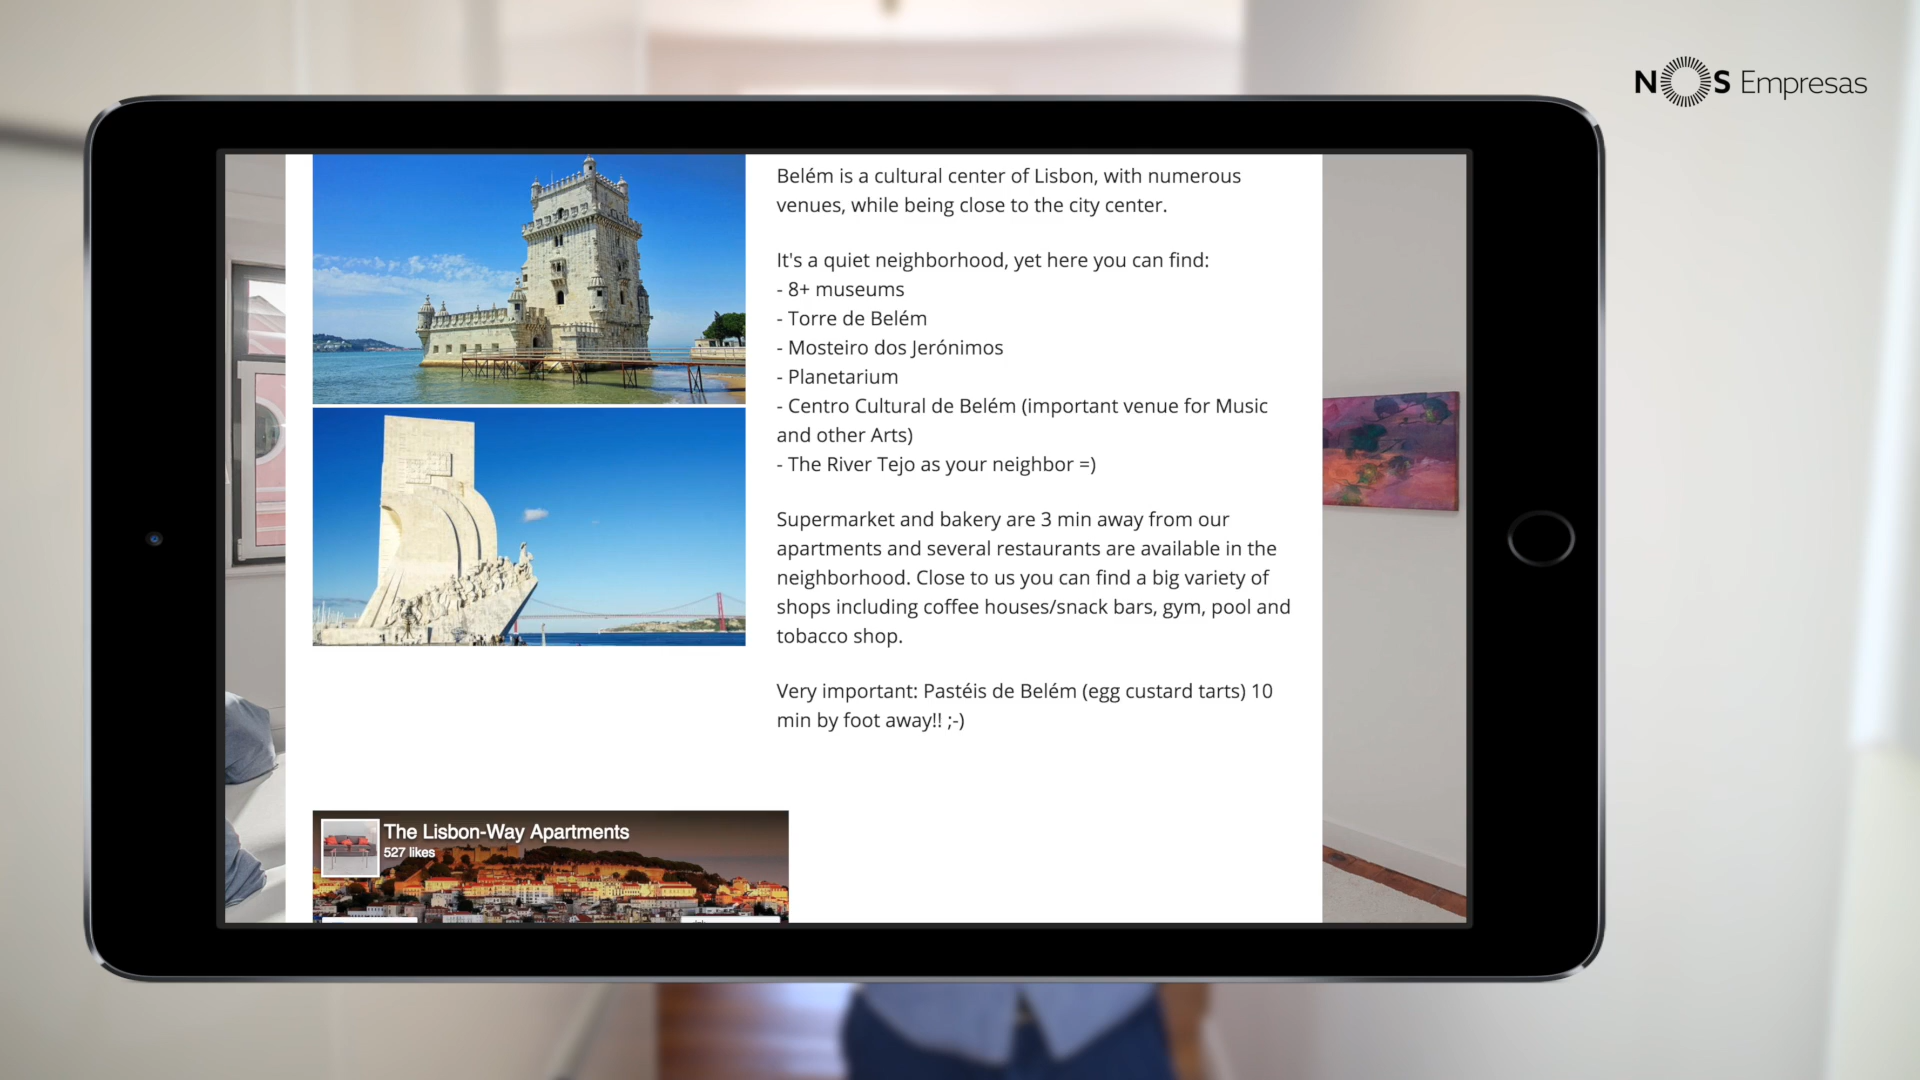 NOS Empresas
Belém is a cultural center of Lisbon, with numerous
venues, while being close to the city center.
It's a quiet neighborhood, yet here you can find:
- 8+ museums
- Torre de Belém
- Mosteiro dos Jerónimos
- Planetarium
- Centro Cultural de Belém (important venue for Music
and other Arts)
- The River Tejo as your neighbor =)
Supermarket and bakery are 3 min away from our
apartments and several restaurants are available in the
neighborhood. Close to us you can find a big variety of
shops including coffee houses/snack bars, gym, pool and
tobacco shop.
Very important: Pastéis de Belém (egg custard tarts) 10
min by foot away!! ;-)
The Lisbon-Way Apartments
527 likes